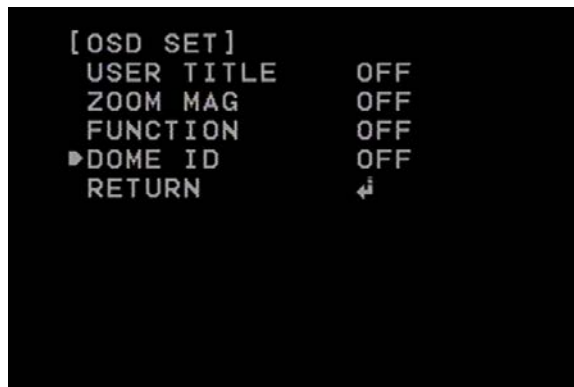 [OSD SET]
USER TITLE OFF
ZOOM MAG OFF
FUNCTION OFF
DOME ID OFF
RETURN ↲